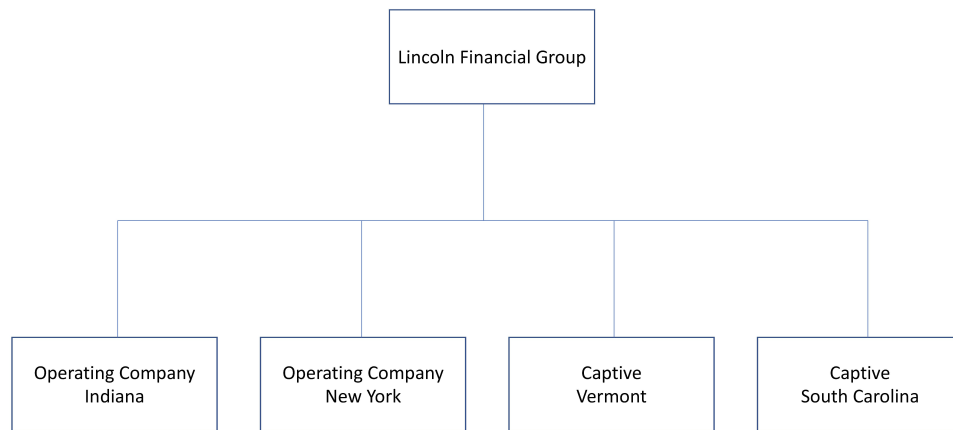 Lincoln Financial Group
Operating Company
Indiana
Operating Company
New York
Captive
Vermont
Captive
South Carolina